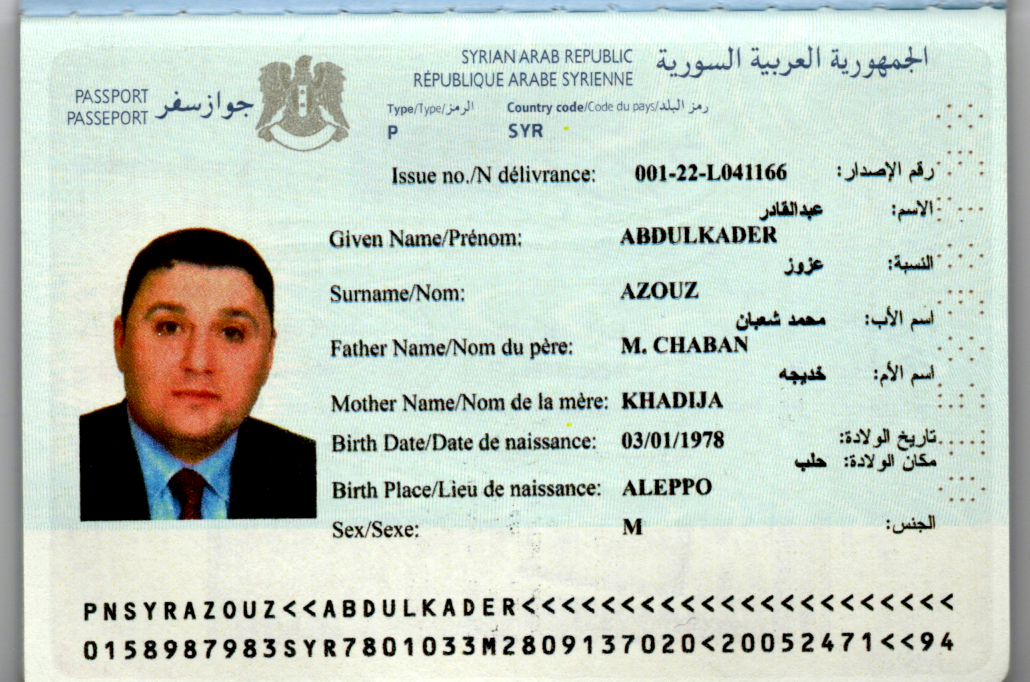 SYRIAN ARAB REPUBLIC الجمهورية العربية السورية
RÉPUBLIQUE ARABE SYRIENNE
PASSPORT جواز سفر
PASSEPORT
Type/Type/الرمز Country code/Code du pays/رمز البلد
P SYR
Issue no./N délivrance: 001-22-L041166 رقم الإصدار:
عبدالقادر الاسم:
Given Name/Prénom: ABDULKADER
عزوز النسبة:
Surname/Nom: AZOUZ
محمد شعبان اسم الأب:
Father Name/Nom du père: M. CHABAN
خديجه اسم الأم:
Mother Name/Nom de la mère: KHADIJA
Birth Date/Date de naissance: 03/01/1978 تاريخ الولادة:
حلب مكان الولادة:
Birth Place/Lieu de naissance: ALEPPO
Sex/Sexe: M الجنس:
PNSYRAZOUZ<<ABDULKADER<<<<<<<<<<<<<<<<<<<<<<
0158987983SYR7801033M2809137020<20052471<<94